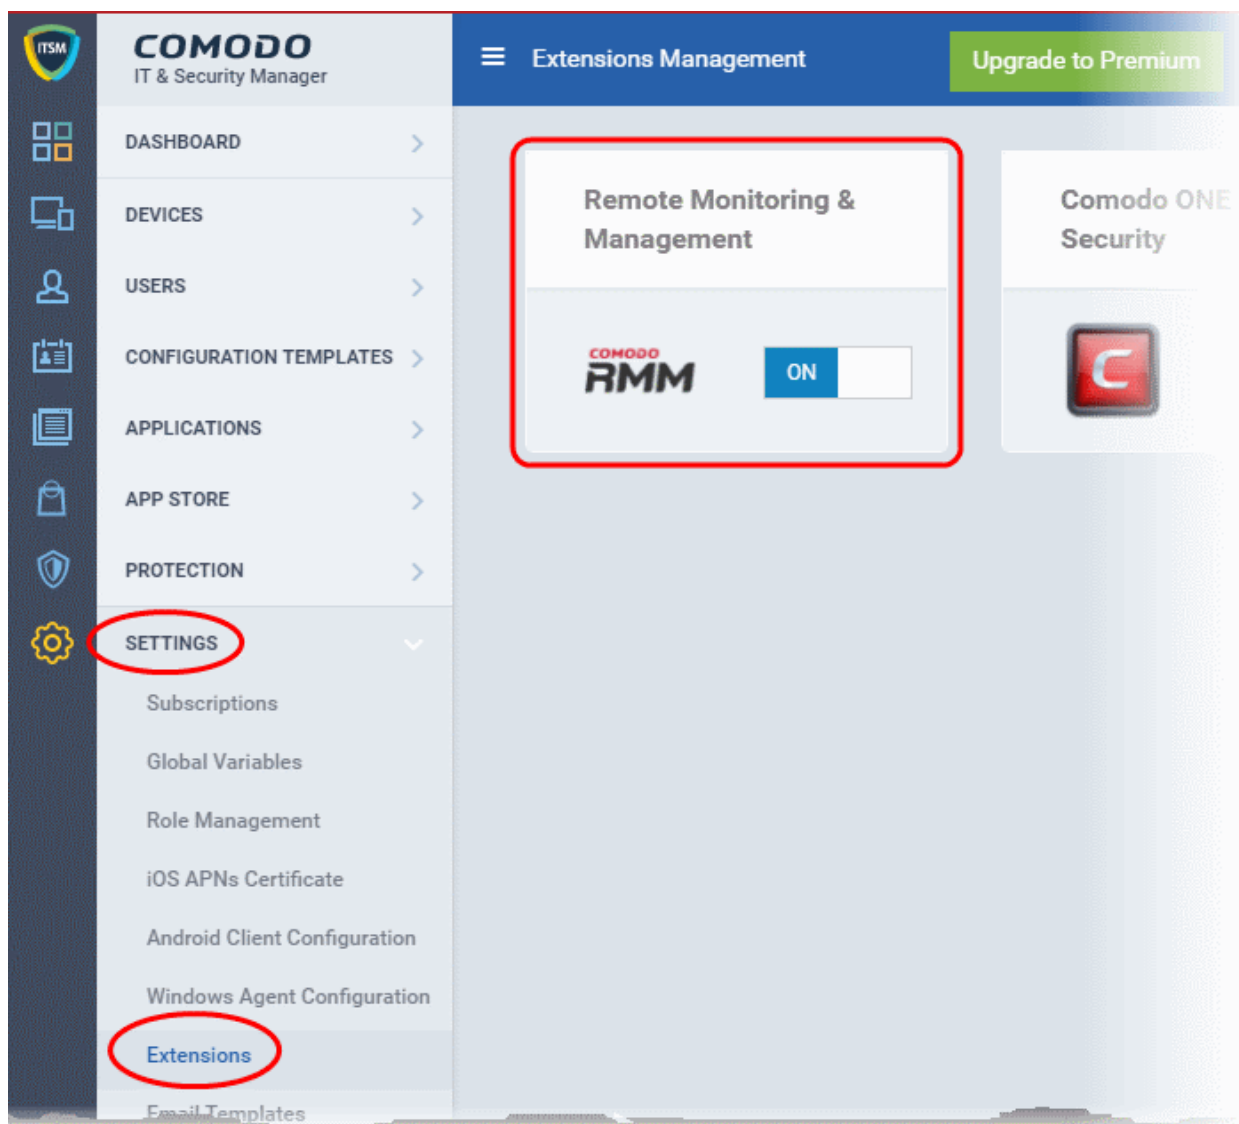 ITSM
COMODO
IT & Security Manager
Extensions Management
Upgrade to Premium
DASHBOARD
DEVICES
USERS
CONFIGURATION TEMPLATES
APPLICATIONS
APP STORE
PROTECTION
SETTINGS
Subscriptions
Global Variables
Role Management
iOS APNs Certificate
Android Client Configuration
Windows Agent Configuration
Extensions
Email Templates
Remote Monitoring &
Management
COMODO
RMM
ON
Comodo ONE
Security
C